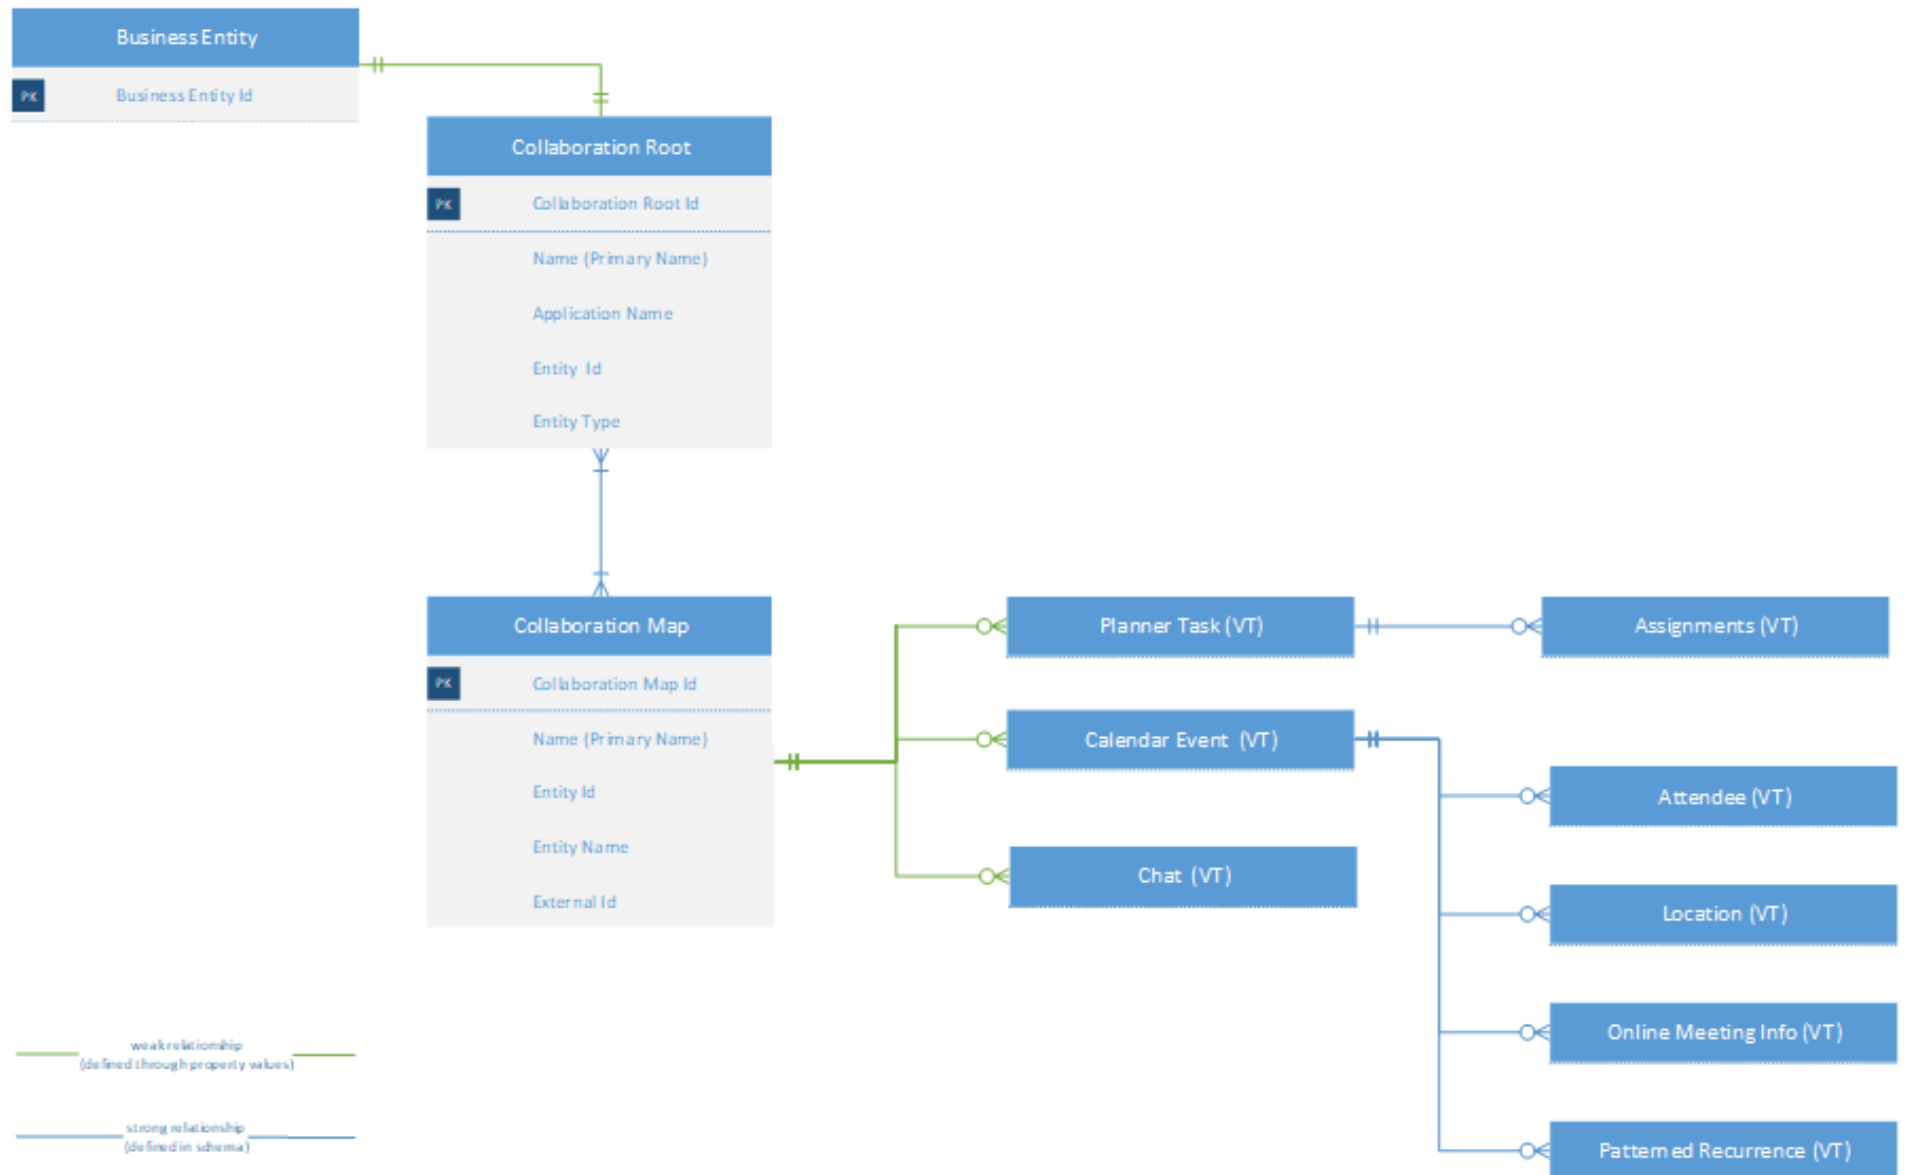 Business Entity
PK
Business Entity Id
Collaboration Root
PK
Collaboration Root Id
Name (Primary Name)
Application Name
Entity Id
Entity Type
Collaboration Map
PK
Collaboration Map Id
Name (Primary Name)
Entity Id
Entity Name
External Id
Planner Task (VT)
Assignments (VT)
Calendar Event (VT)
Attendee (VT)
Chat (VT)
Location (VT)
Online Meeting Info (VT)
Patterned Recurrence (VT)
weak relationship
(defined through property values)
strong relationship
(defined in schema)